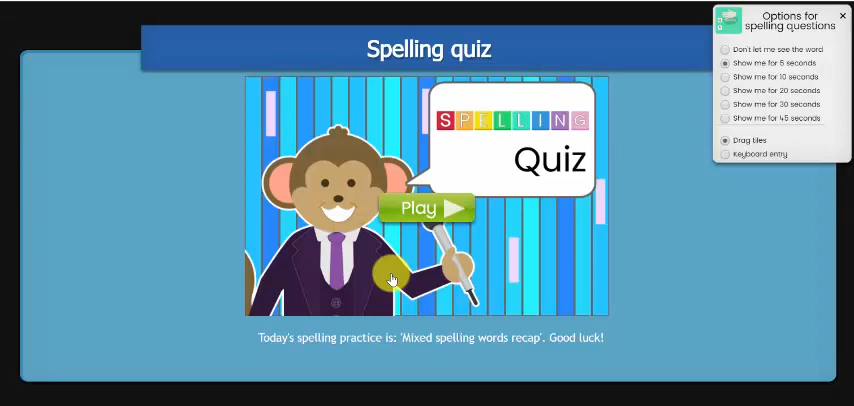 Spelling quiz
SPELLING
Quiz
Play
Today's spelling practice is: 'Mixed spelling words recap'. Good luck!
Options for
spelling questions
Don't let me see the word
Show me for 5 seconds
Show me for 10 seconds
Show me for 20 seconds
Show me for 30 seconds
Show me for 45 seconds
Drag tiles
Keyboard entry